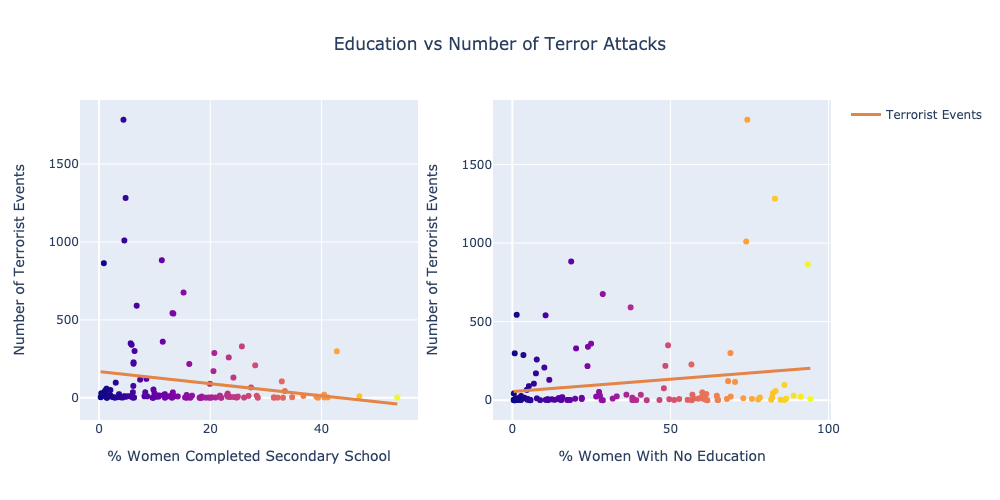 Education vs Number of Terror Attacks
Number of Terrorist Events
1500
1000
500
0
0
20
40
% Women Completed Secondary School
Number of Terrorist Events
1500
1000
500
0
0
50
100
% Women With No Education
Terrorist Events